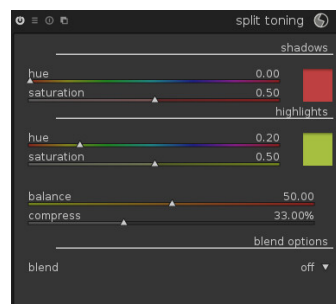 split toning
shadows
hue 0.00
saturation 0.50
highlights
hue 0.20
saturation 0.50
balance 50.00
compress 33.00%
blend options
blend off